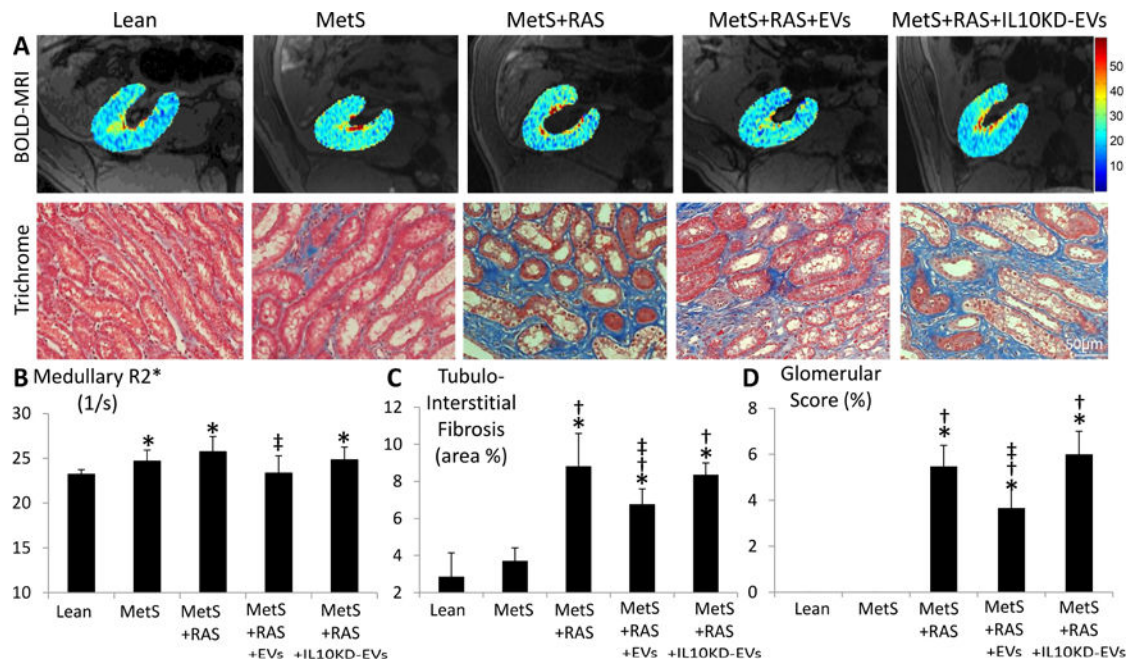 Lean MetS MetS+RAS MetS+RAS+EVs MetS+RAS+IL10KD-EVs
A
BOLD-MRI
50
40
30
20
10
0
Trichrome
50µm
B Medullary R2*
(1/s)
30
25
20
15
10
* * ‡ *
Lean MetS MetS MetS MetS
+RAS +RAS +RAS
+EVs +IL10KD-EVs
C Tubulo-
Interstitial
Fibrosis
(area %)
12
10
8
6
4
2
† ‡ †
* † *
*
Lean MetS MetS MetS MetS
+RAS +RAS +RAS
+EVs +IL10KD-EVs
D Glomerular
Score (%)
8
6
4
2
0
† ‡ †
* † *
*
Lean MetS MetS MetS MetS
+RAS +RAS +RAS
+EVs +IL10KD-EVs